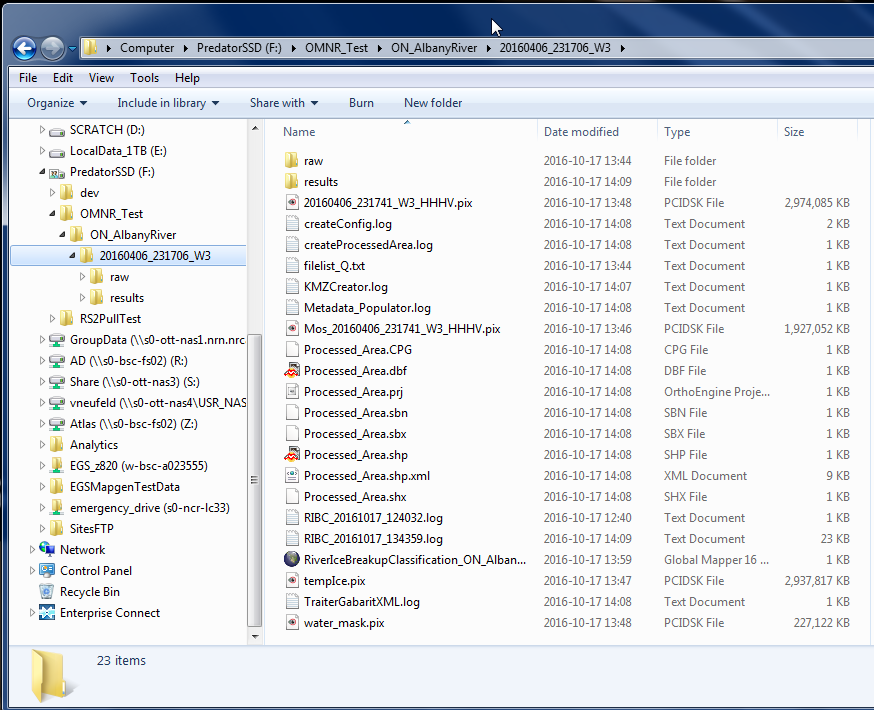 Computer PredatorSSD (F:) OMNR_Test ON_AlbanyRiver 20160406_231706_W3
File Edit View Tools Help
Organize Include in library Share with Burn New folder
SCRATCH (D:)
LocalData_1TB (E:)
PredatorSSD (F:)
dev
OMNR_Test
ON_AlbanyRiver
20160406_231706_W3
raw
results
RS2PullTest
GroupData (\\s0-ott-nas1.nrn.nrc
AD (\\s0-bsc-fs02) (R:)
Share (\\s0-ott-nas3) (S:)
vneufeld (\\s0-ott-nas4\USR_NAS
Atlas (\\s0-bsc-fs02) (Z:)
Analytics
EGS_z820 (w-bsc-a023555)
EGSMapgenTestData
emergency_drive (s0-ncr-lc33)
SitesFTP
Network
Control Panel
Recycle Bin
Enterprise Connect
Name Date modified Type Size
raw 2016-10-17 13:44 File folder
results 2016-10-17 14:09 File folder
20160406_231741_W3_HHHV.pix 2016-10-17 13:48 PCIDSK File 2,974,085 KB
createConfig.log 2016-10-17 14:08 Text Document 2 KB
createProcessedArea.log 2016-10-17 14:08 Text Document 1 KB
filelist_Q.txt 2016-10-17 13:44 Text Document 1 KB
KMZCreator.log 2016-10-17 14:07 Text Document 1 KB
Metadata_Populator.log 2016-10-17 14:08 Text Document 1 KB
Mos_20160406_231741_W3_HHHV.pix 2016-10-17 13:46 PCIDSK File 1,927,052 KB
Processed_Area.CPG 2016-10-17 14:08 CPG File 1 KB
Processed_Area.dbf 2016-10-17 14:08 DBF File 1 KB
Processed_Area.prj 2016-10-17 14:08 OrthoEngine Proje... 1 KB
Processed_Area.sbn 2016-10-17 14:08 SBN File 1 KB
Processed_Area.sbx 2016-10-17 14:08 SBX File 1 KB
Processed_Area.shp 2016-10-17 14:08 SHP File 1 KB
Processed_Area.shp.xml 2016-10-17 14:08 XML Document 9 KB
Processed_Area.shx 2016-10-17 14:08 SHX File 1 KB
RIBC_20161017_124032.log 2016-10-17 12:40 Text Document 1 KB
RIBC_20161017_134359.log 2016-10-17 14:09 Text Document 23 KB
RiverIceBreakupClassification_ON_Alban... 2016-10-17 13:59 Global Mapper 16 ... 1 KB
tempIce.pix 2016-10-17 13:47 PCIDSK File 2,937,817 KB
TraiterGabaritXML.log 2016-10-17 14:08 Text Document 1 KB
water_mask.pix 2016-10-17 13:48 PCIDSK File 227,122 KB
23 items